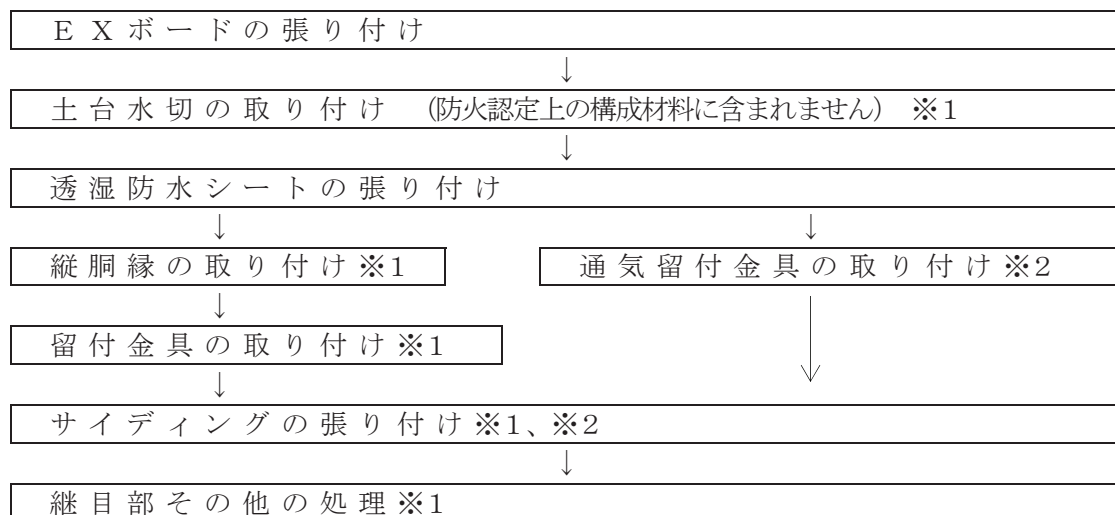 EXボードの張り付け
↓
土台水切の取り付け (防火認定上の構成材料に含まれません) ※1
↓
透湿防水シートの張り付け
↓ ↓
縦胴縁の取り付け※1 通気留付金具の取り付け※2
↓
留付金具の取り付け※1
↓
サイディングの張り付け※1、※2
↓
継目部その他の処理※1